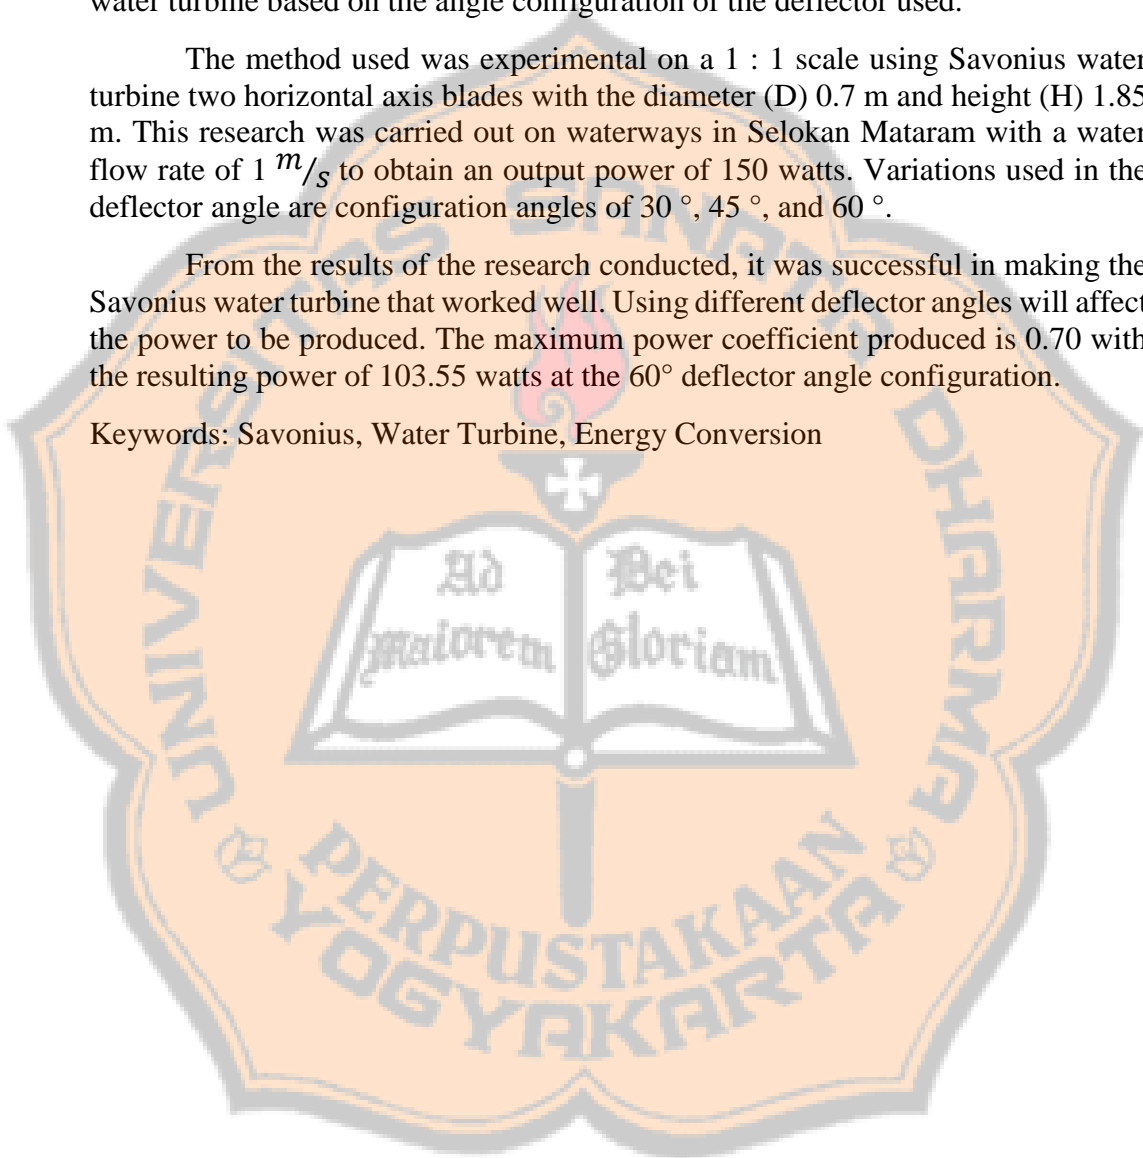 water turbine based on the angle configuration of the deflector used.
The method used was experimental on a 1 : 1 scale using Savonius water
turbine two horizontal axis blades with the diameter (D) 0.7 m and height (H) 1.85
m. This research was carried out on waterways in Selokan Mataram with a water
flow rate of 1 m/s to obtain an output power of 150 watts. Variations used in the
deflector angle are configuration angles of 30 °, 45 °, and 60 °.
From the results of the research conducted, it was successful in making the
Savonius water turbine that worked well. Using different deflector angles will affect
the power to be produced. The maximum power coefficient produced is 0.70 with
the resulting power of 103.55 watts at the 60° deflector angle configuration.
Keywords: Savonius, Water Turbine, Energy Conversion
UNIVERSITAS SANATA DHARMA
Ad Dei
maiorem Gloriam
PERPUSTAKAAN
YOGYAKARTA